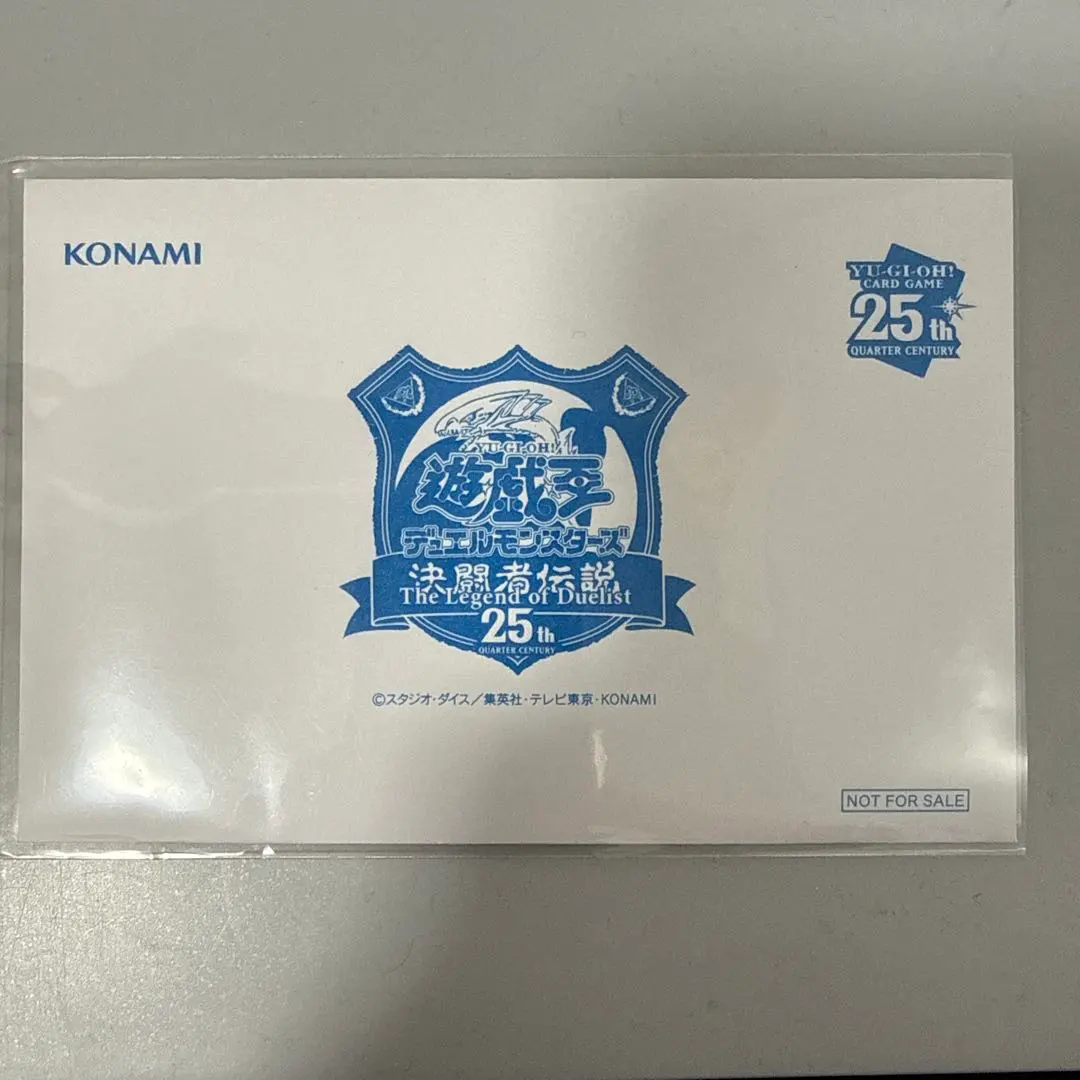 KONAMI
YU-GI-OH!
CARD GAME
25th
QUARTER CENTURY
YU-GI-OH!
遊戯王
デュエルモンスターズ
決闘者伝説
The Legend of Duelist
25th
QUARTER CENTURY
©スタジオ・ダイス／集英社・テレビ東京・KONAMI
NOT FOR SALE